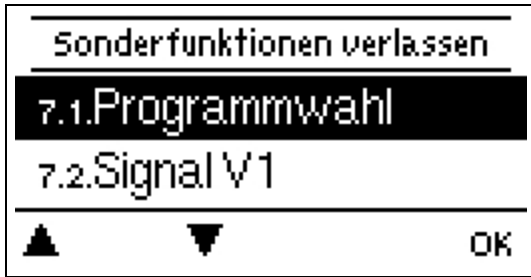 Sonderfunktionen verlassen
7.1.Programmwahl
7.2.Signal V1
▲ ▼ OK